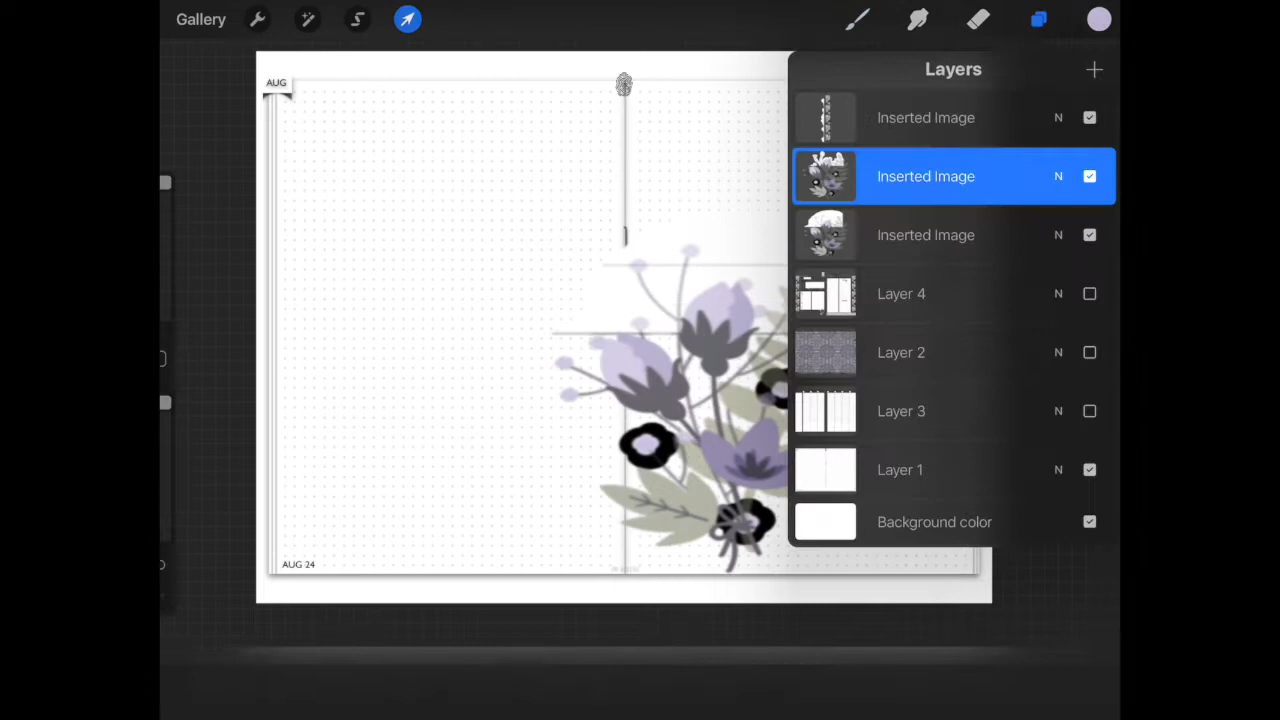 Gallery
Layers
AUG
Inserted Image N
Inserted Image N
Inserted Image N
Layer 4 N
Layer 2 N
Layer 3 N
Layer 1 N
Background color
AUG 24